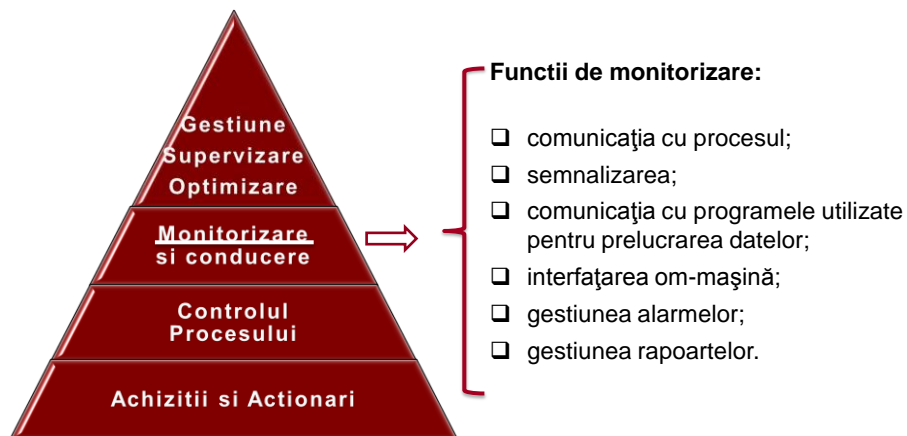 Gestiune
Supervizare
Optimizare
Monitorizare
si conducere
Controlul
Procesului
Achizitii si Actionari
Functii de monitorizare:
comunicaţia cu procesul;
semnalizarea;
comunicaţia cu programele utilizate
pentru prelucrarea datelor;
interfaţarea om-maşină;
gestiunea alarmelor;
gestiunea rapoartelor.